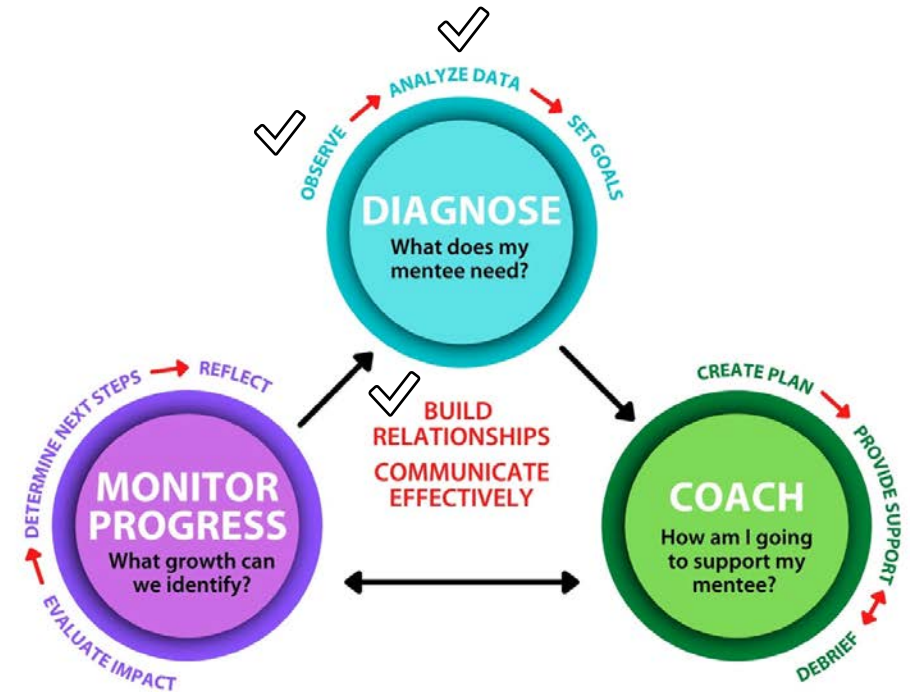 ANALYZE DATA
OBSERVE
SET GOALS
DIAGNOSE
What does my
mentee need?
BUILD
RELATIONSHIPS
COMMUNICATE
EFFECTIVELY
DETERMINE NEXT STEPS
REFLECT
MONITOR
PROGRESS
What growth can
we identify?
EVALUATE IMPACT
CREATE PLAN
PROVIDE SUPPORT
COACH
How am I going
to support my
mentee?
DEBRIEF